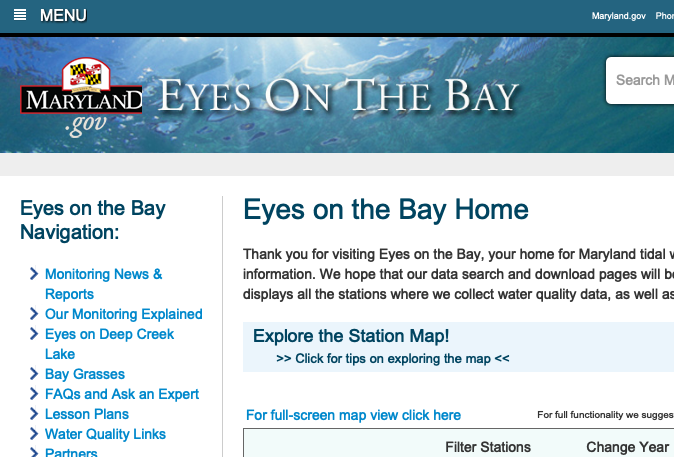 MENU
Maryland.gov
MARYLAND
.gov
EYES ON THE BAY
Search
Eyes on the Bay
Navigation:
Monitoring News &
Reports
Our Monitoring Explained
Eyes on Deep Creek
Lake
Bay Grasses
FAQs and Ask an Expert
Lesson Plans
Water Quality Links
Partners
Eyes on the Bay Home
Thank you for visiting Eyes on the Bay, your home for Maryland tidal
information. We hope that our data search and download pages will
displays all the stations where we collect water quality data, as well as
Explore the Station Map!
>> Click for tips on exploring the map <<
For full-screen map view click here
For full functionality we
Filter Stations
Change Year